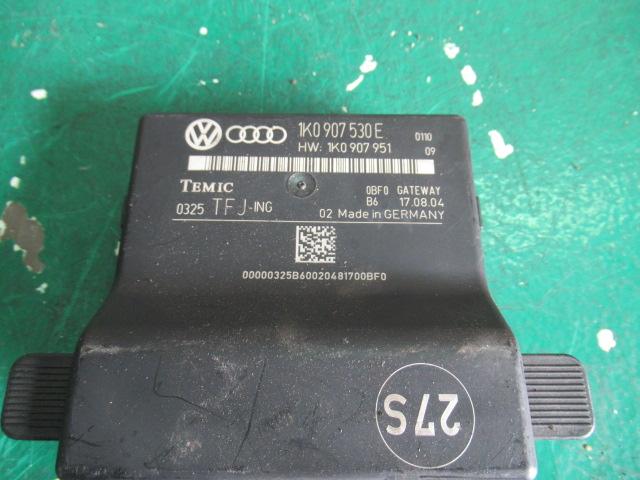 1K0 907 530 E 0110
HW: 1K0 907 951 09
TEMIC 0BF0 GATEWAY
B6 17.08.04
0325 TFJ-ING 02 Made in GERMANY
00000325B60020481700BF0
27S